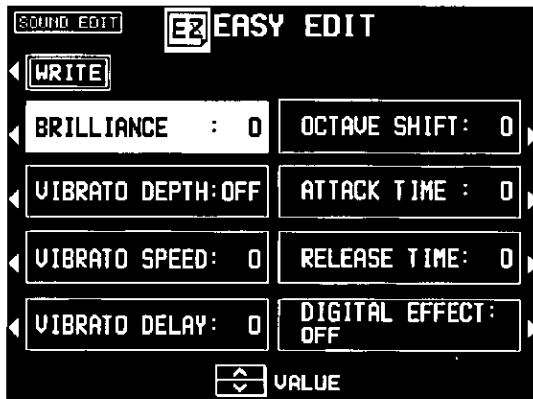 SOUND EDIT
EZ EASY EDIT
WRITE
BRILLIANCE : 0
OCTAVE SHIFT: 0
VIBRATO DEPTH:OFF
ATTACK TIME : 0
VIBRATO SPEED: 0
RELEASE TIME: 0
VIBRATO DELAY: 0
DIGITAL EFFECT:
OFF
VALUE